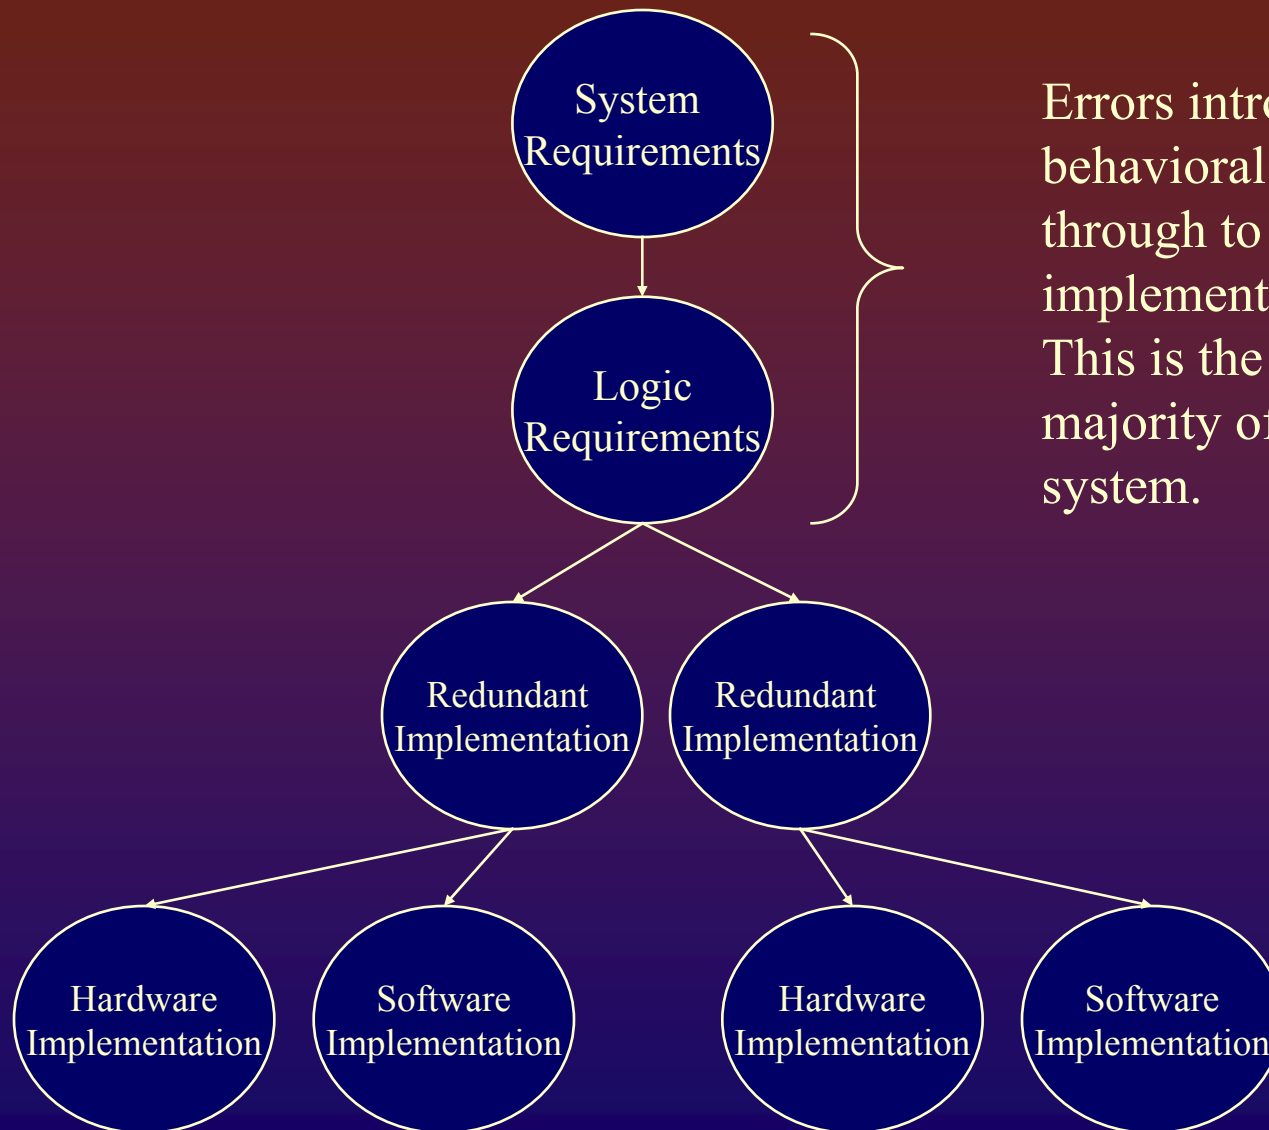 System
Requirements
Errors intro
behavioral
through to
implement
This is the
majority of
system.
Logic
Requirements
Redundant
Implementation
Redundant
Implementation
Hardware
Implementation
Software
Implementation
Hardware
Implementation
Software
Implementation